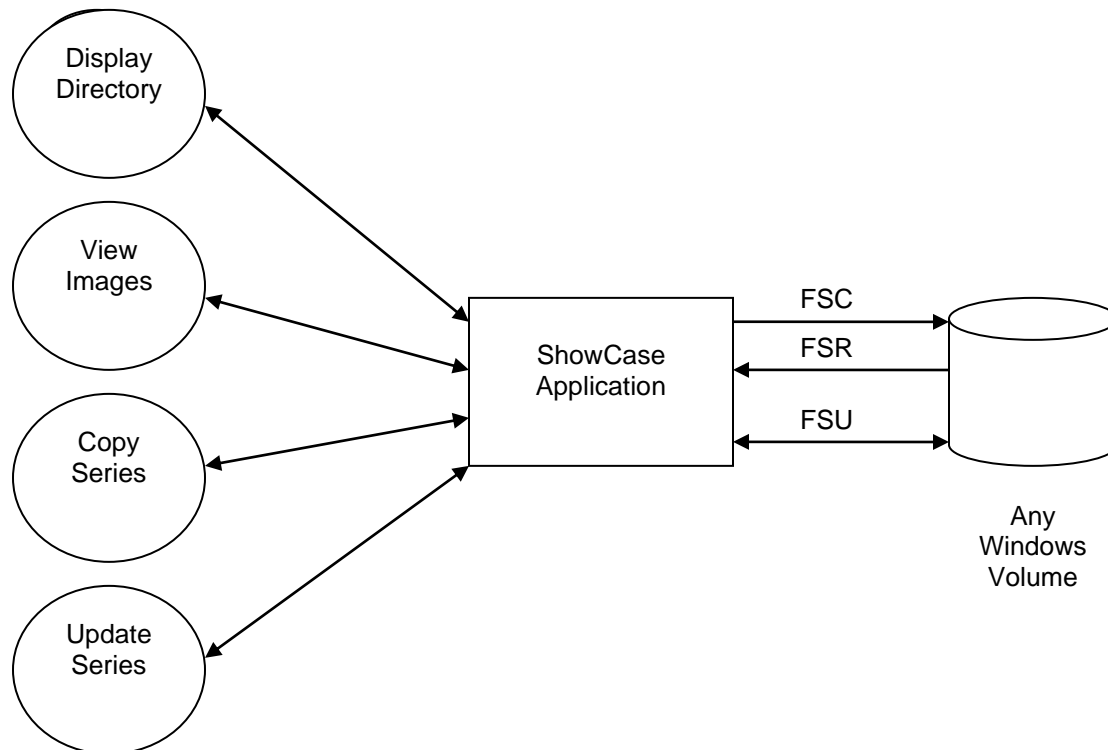 Display
Directory
View
Images
Copy
Series
Update
Series
ShowCase
Application
FSC
FSR
FSU
Any
Windows
Volume